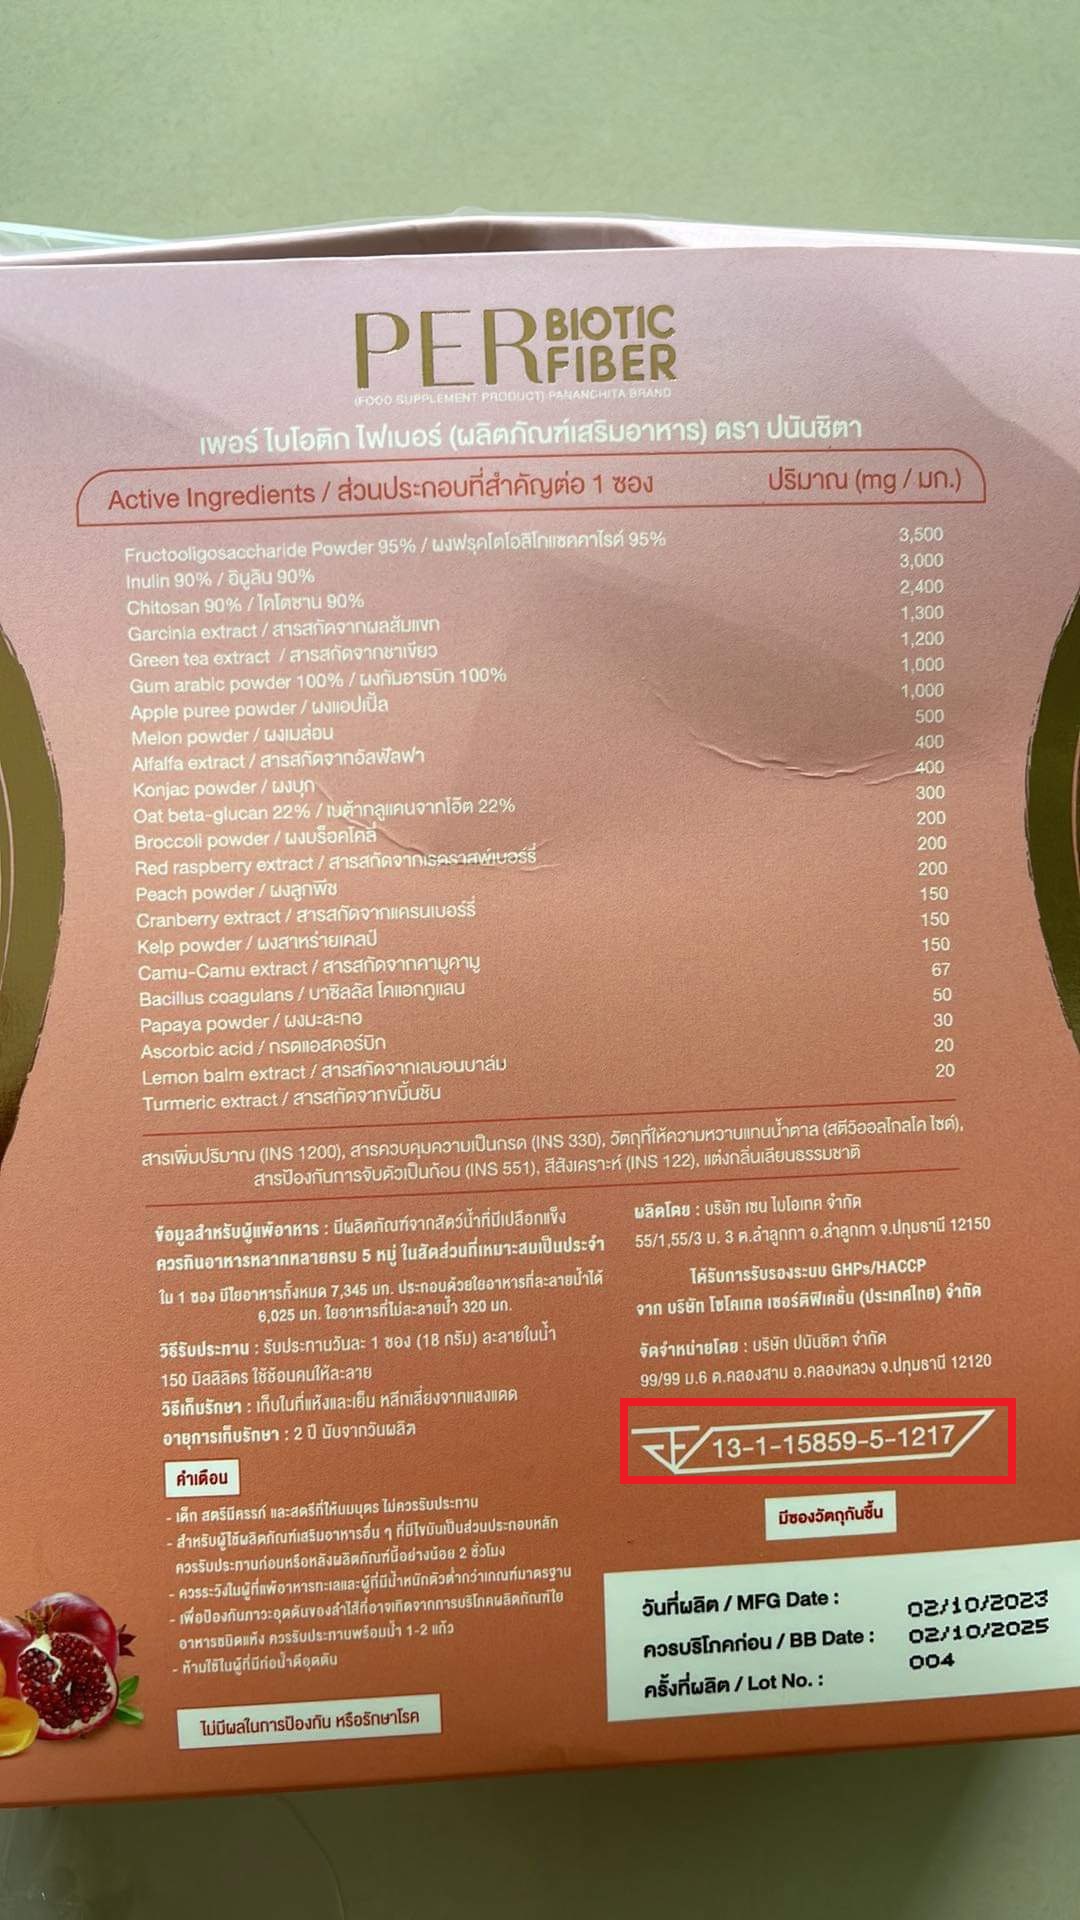 PER BIOTIC FIBER
(FOOD SUPPLEMENT PRODUCT) PANANCHITA BRAND
เพอร์ ไบโอติก ไฟเบอร์ (ผลิตภัณฑ์เสริมอาหาร) ตรา ปนันชิตา
Active Ingredients / ส่วนประกอบที่สำคัญต่อ 1 ซอง ปริมาณ (mg / มก.)
Fructooligosaccharide Powder 95% / ผงฟรุคโตโอลิโกแซคคาไรด์ 95% 3,500
Inulin 90% / อินูลิน 90% 3,000
Chitosan 90% / ไคโตซาน 90% 2,400
Garcinia extract / สารสกัดจากผลส้มแขก 1,300
Green tea extract / สารสกัดจากชาเขียว 1,200
Gum arabic powder 100% / ผงกัมอารบิก 100% 1,000
Apple puree powder / ผงแอปเปิ้ล 1,000
Melon powder / ผงเมล่อน 500
Alfalfa extract / สารสกัดจากอัลฟัลฟา 400
Konjac powder / ผงบุก 400
Oat beta-glucan 22% / เบต้ากลูแคนจากโอ๊ต 22% 300
Broccoli powder / ผงบร็อคโคลี่ 200
Red raspberry extract / สารสกัดจากเรดราสพ์เบอร์รี่ 200
Peach powder / ผงลูกพีช 200
Cranberry extract / สารสกัดจากแครนเบอร์รี่ 150
Kelp powder / ผงสาหร่ายเคลป์ 150
Camu-Camu extract / สารสกัดจากคามูคามู 150
Bacillus coagulans / บาซิลลัส โคแอกกูแลน 67
Papaya powder / ผงมะละกอ 50
Ascorbic acid / กรดแอสคอร์บิก 30
Lemon balm extract / สารสกัดจากเลมอนบาล์ม 20
Turmeric extract / สารสกัดจากขมิ้นชัน 20
สารเพิ่มปริมาณ (INS 1200), สารควบคุมความเป็นกรด (INS 330), วัตถุที่ให้ความหวานแทนน้ำตาล (สตีวิออลไกลโค ไซด์),
สารป้องกันการจับตัวเป็นก้อน (INS 551), สีสังเคราะห์ (INS 122), แต่งกลิ่นเลียนธรรมชาติ
ข้อมูลสำหรับผู้แพ้อาหาร : มีผลิตภัณฑ์จากสัตว์น้ำที่มีเปลือกแข็ง
ควรกินอาหารหลากหลายครบ 5 หมู่ ในสัดส่วนที่เหมาะสมเป็นประจำ
ใน 1 ซอง มีใยอาหารทั้งหมด 7,345 มก. ประกอบด้วยใยอาหารที่ละลายน้ำได้
6,025 มก. ใยอาหารที่ไม่ละลายน้ำ 320 มก.
วิธีรับประทาน : รับประทานวันละ 1 ซอง (18 กรัม) ละลายในน้ำ
150 มิลลิลิตร ใช้ช้อนคนให้ละลาย
วิธีเก็บรักษา : เก็บในที่แห้งและเย็น หลีกเลี่ยงจากแสงแดด
อายุการเก็บรักษา : 2 ปี นับจากวันผลิต
คำเตือน
- เด็ก สตรีมีครรภ์ และสตรีที่ให้นมบุตร ไม่ควรรับประทาน
- สำหรับผู้ใช้ผลิตภัณฑ์เสริมอาหารอื่น ๆ ที่มีไขมันเป็นส่วนประกอบหลัก
ควรรับประทานก่อนหรือหลังผลิตภัณฑ์นี้อย่างน้อย 2 ชั่วโมง
- ควรระวังในผู้ที่แพ้อาหารทะเลและผู้ที่มีน้ำหนักตัวต่ำกว่าเกณฑ์มาตรฐาน
- เพื่อป้องกันภาวะอุดตันของลำไส้ที่อาจเกิดจากการบริโภคผลิตภัณฑ์ใย
อาหารชนิดแห้ง ควรรับประทานพร้อมน้ำ 1-2 แก้ว
- ห้ามใช้ในผู้ที่มีท่อน้ำดีอุดตัน
ไม่มีผลในการป้องกัน หรือรักษาโรค
ผลิตโดย : บริษัท เซน ไบโอเทค จำกัด
55/1,55/3 ม. 3 ต.ลำลูกกา อ.ลำลูกกา จ.ปทุมธานี 12150
ได้รับการรับรองระบบ GHPs/HACCP
จาก บริษัท โซโคเทค เซอร์ติฟิเคชั่น (ประเทศไทย) จำกัด
จัดจำหน่ายโดย : บริษัท ปนันชิตา จำกัด
99/99 ม.6 ต.คลองสาม อ.คลองหลวง จ.ปทุมธานี 12120
13-1-15859-5-1217
มีซองวัตถุกันชื้น
วันที่ผลิต / MFG Date : 02/10/2023
ควรบริโภคก่อน / BB Date : 02/10/2025
ครั้งที่ผลิต / Lot No. : 004